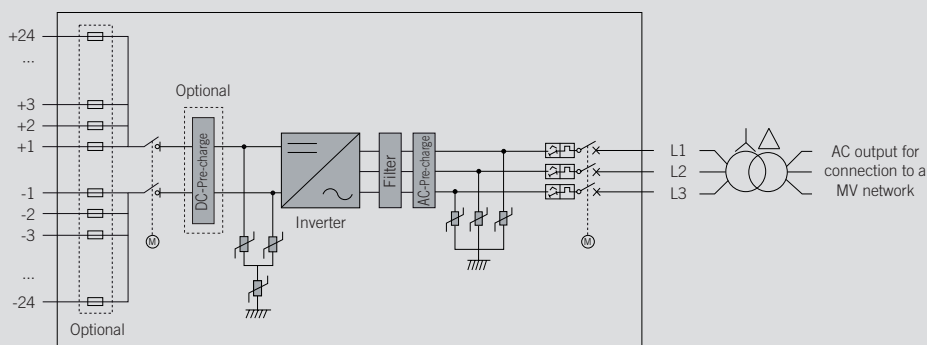 +24
...
+3
+2
+1
-1
-2
-3
...
-24
Optional
Optional
DC-Pre-charge
M
Inverter
Filter
AC-Pre-charge
M
L1
L2
L3
AC output for
connection to a
MV network